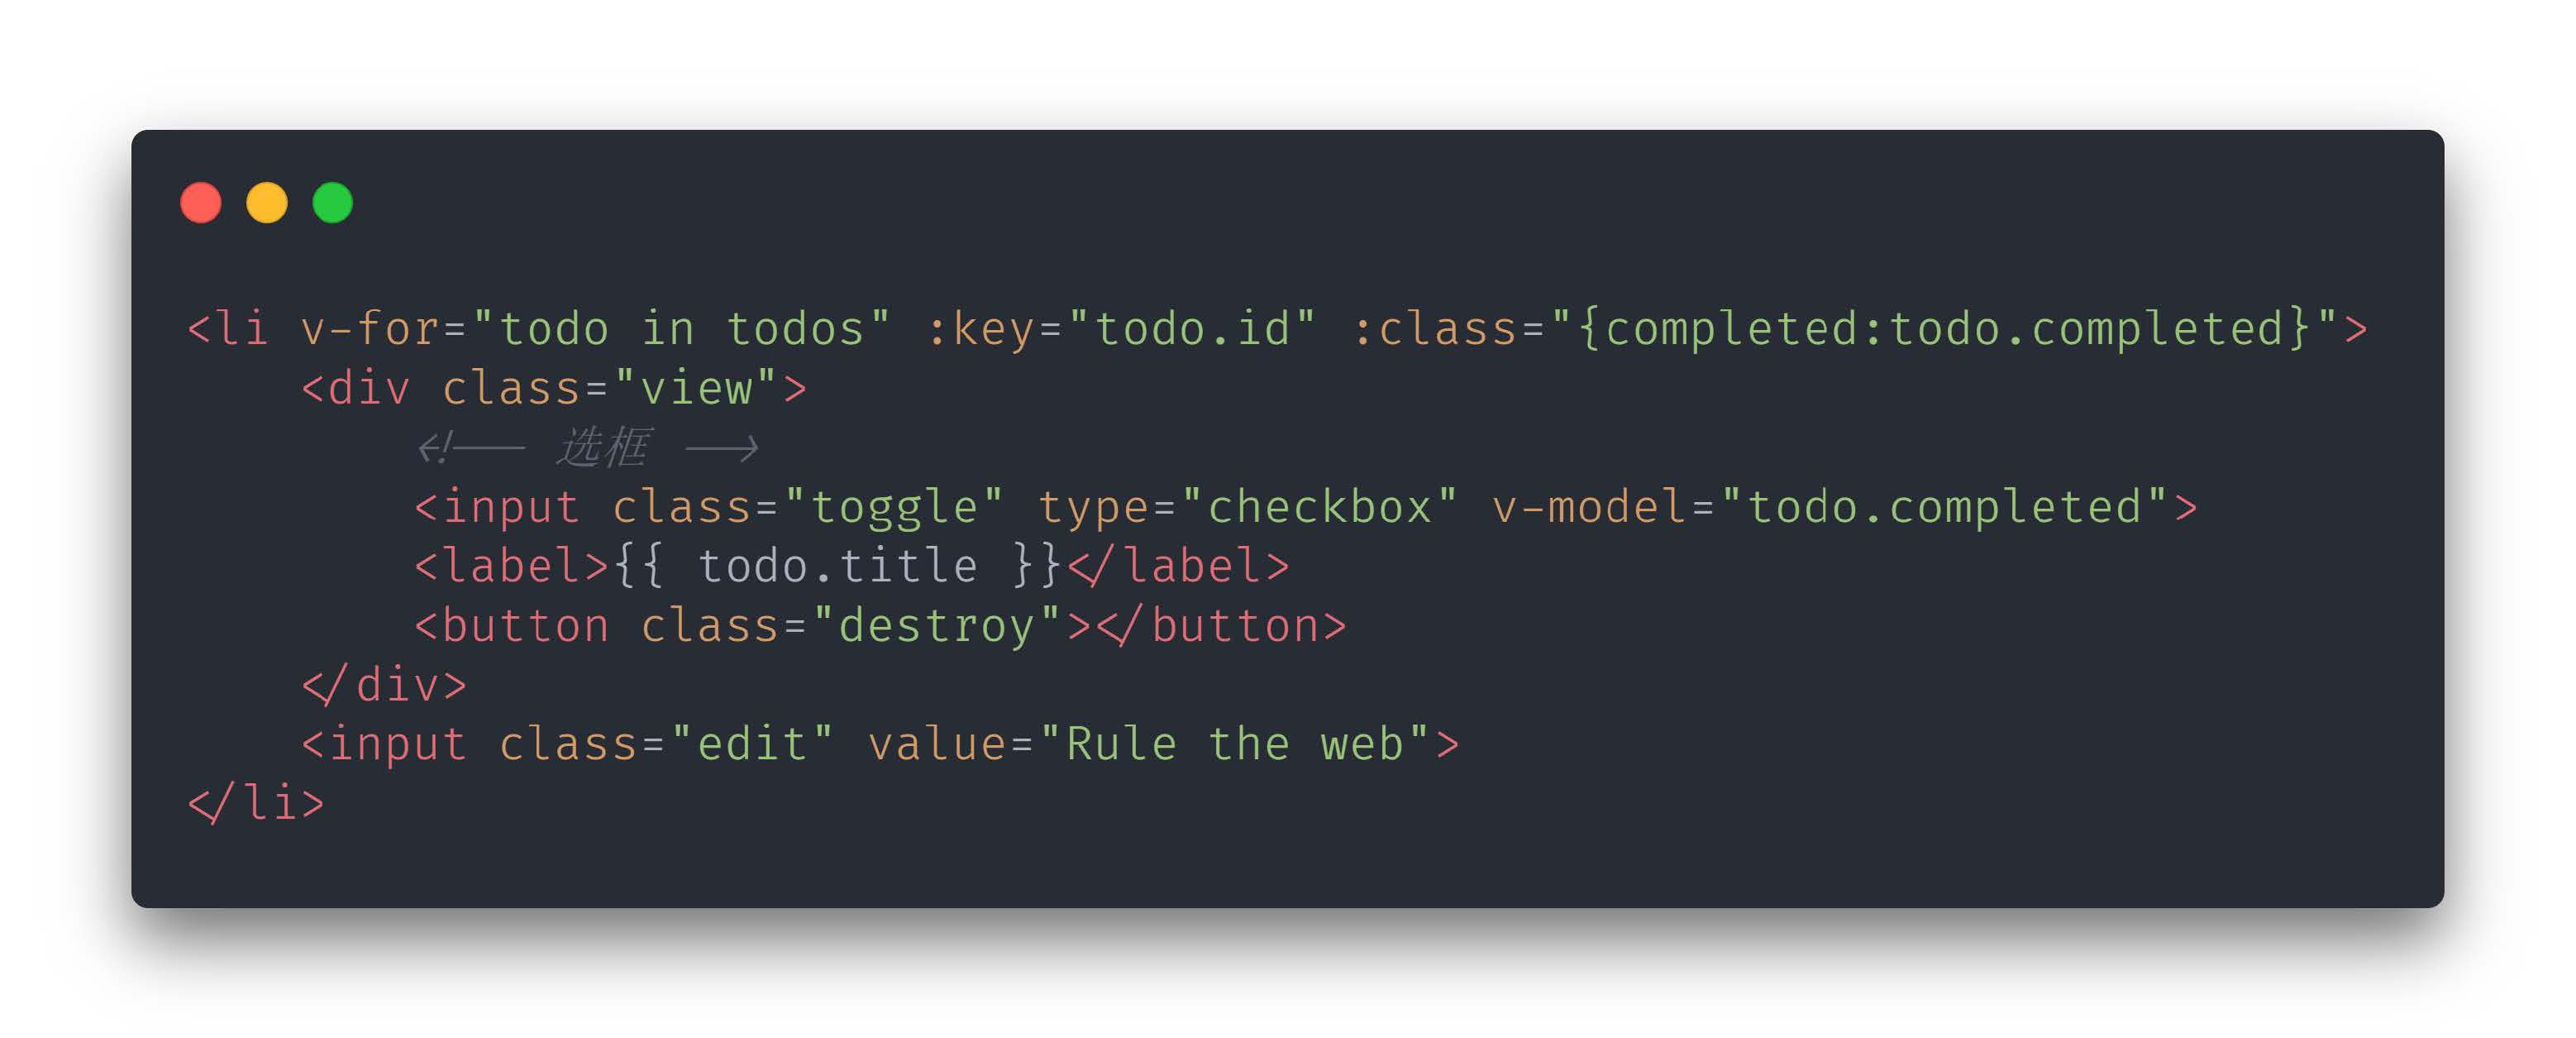 <li v-for="todo in todos" :key="todo.id" :class="{completed:todo.completed}">
    <div class="view">
        <!-- 选框 -->
        <input class="toggle" type="checkbox" v-model="todo.completed">
        <label>{{ todo.title }}</label>
        <button class="destroy"></button>
    </div>
    <input class="edit" value="Rule the web">
</li>